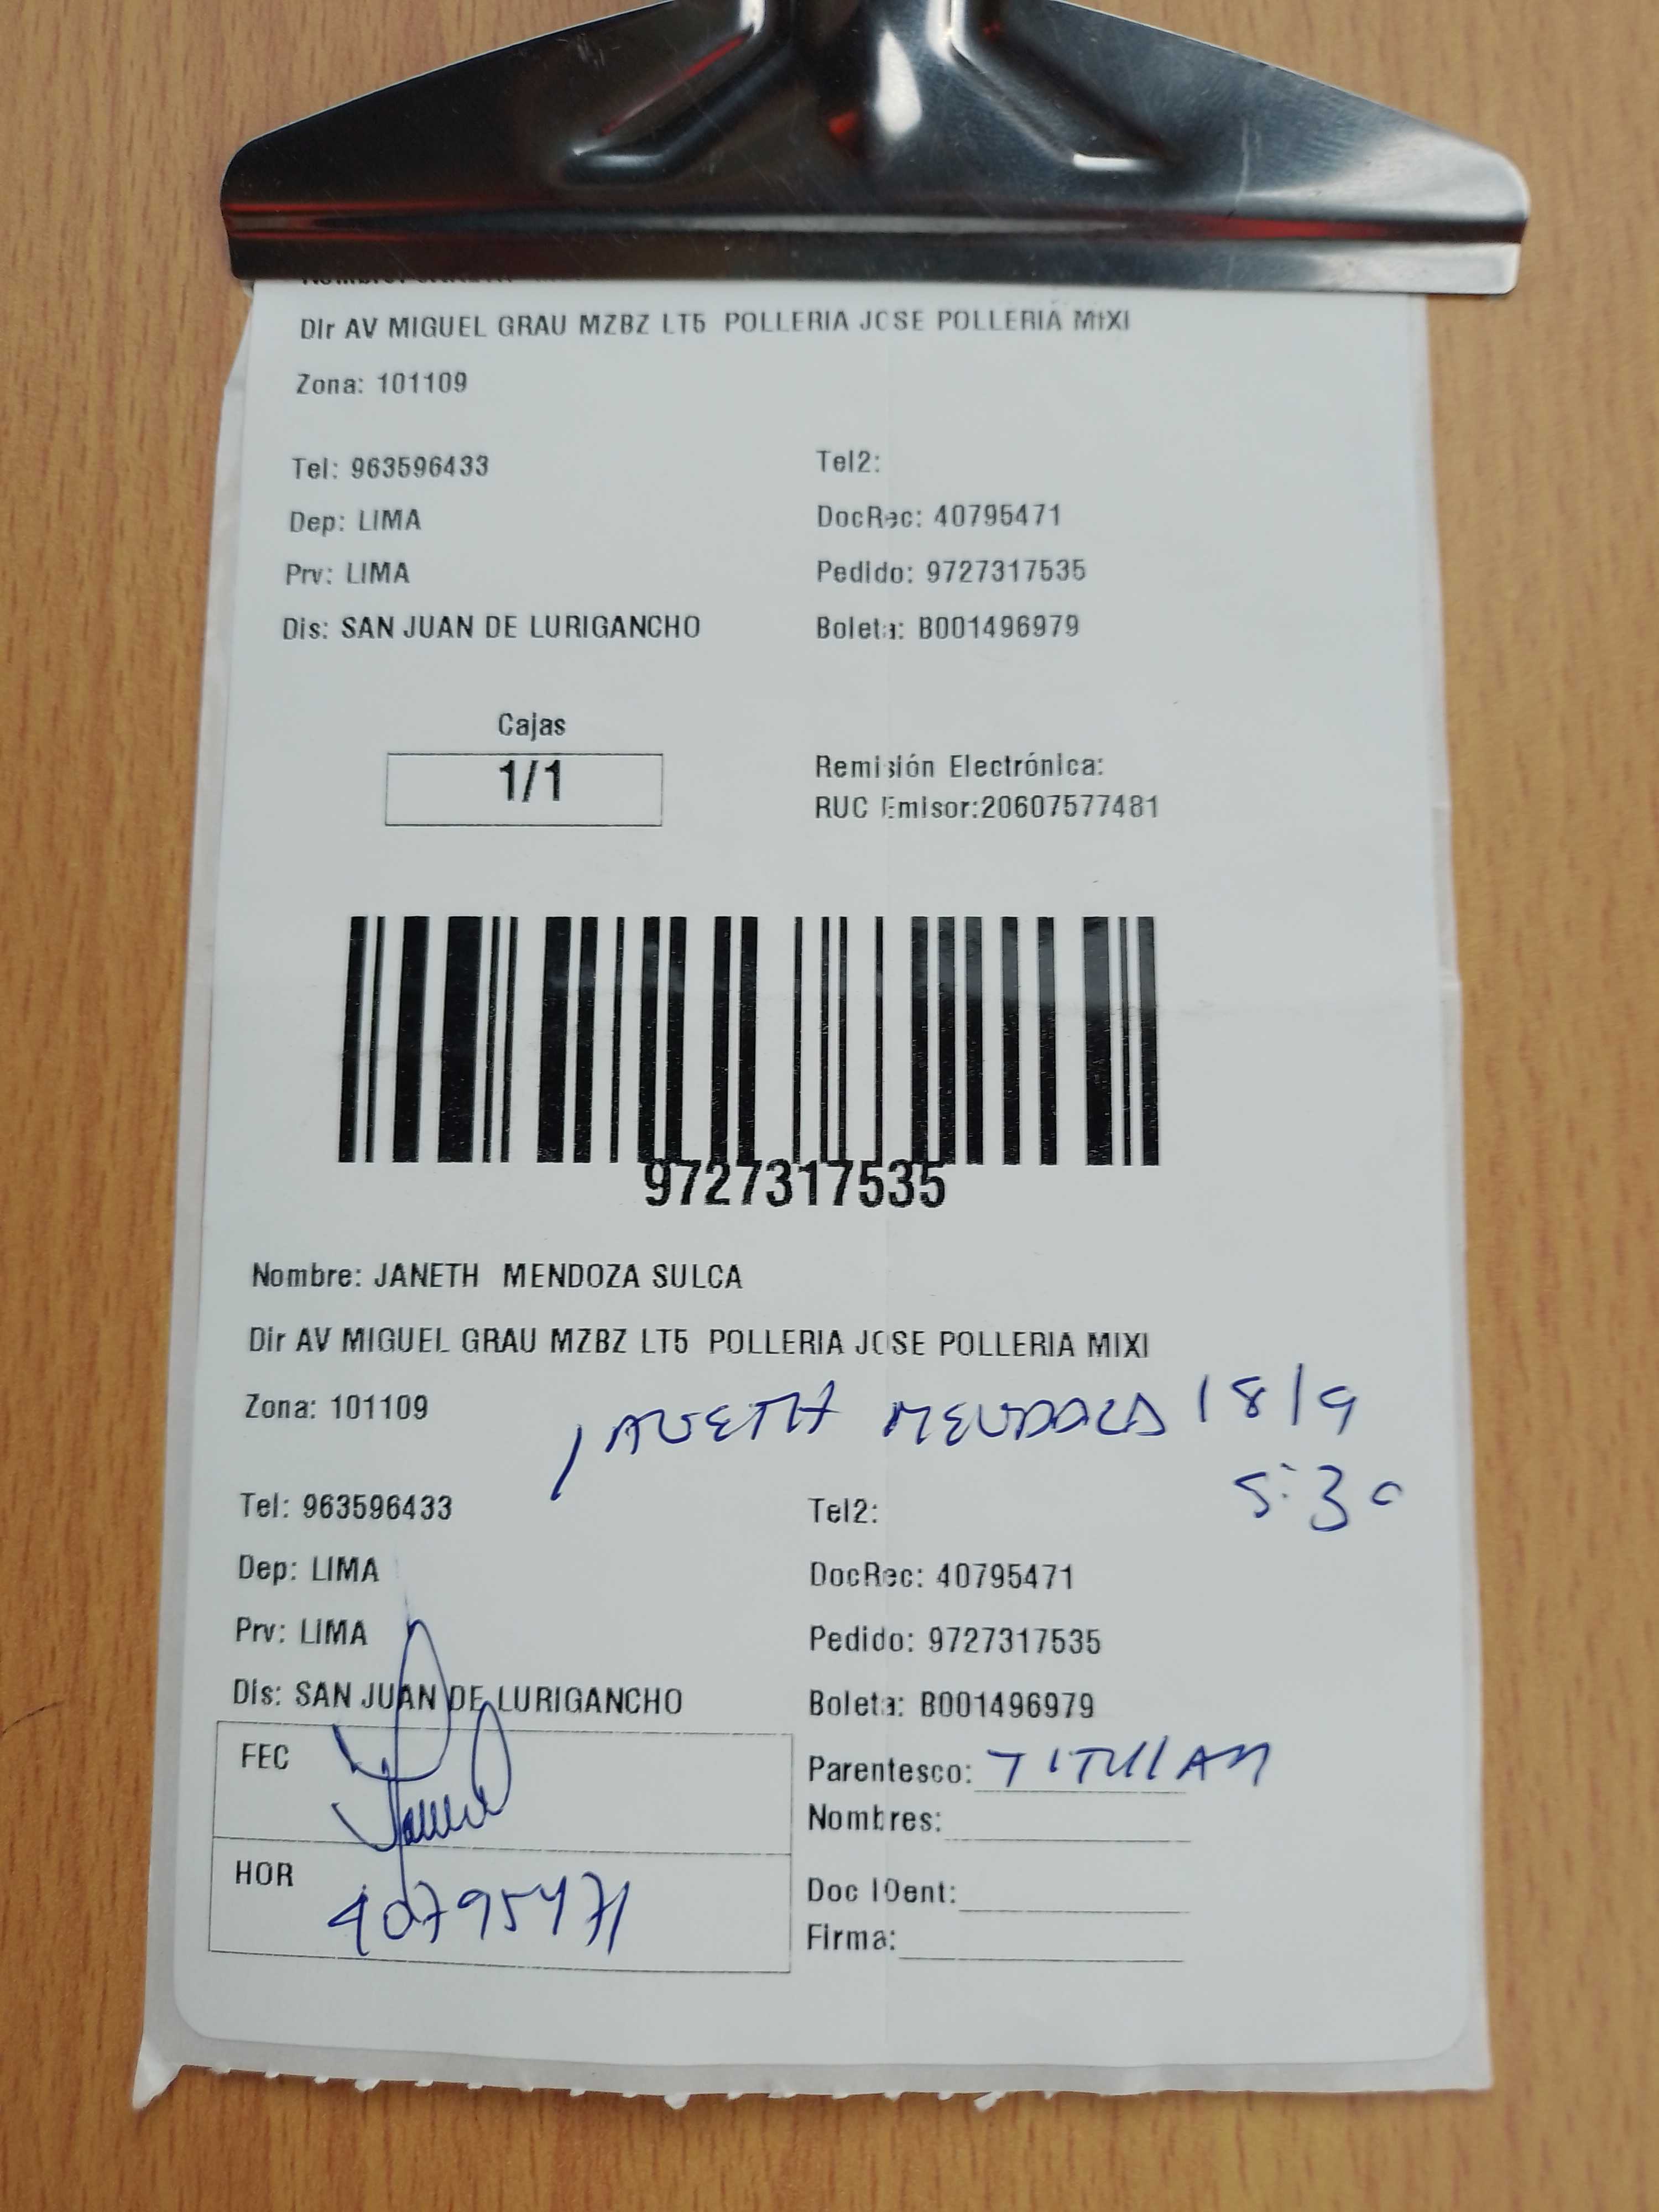 Dir AV MIGUEL GRAU MZBZ LT5 POLLERIA JOSE POLLERIA MIXI
Zona: 101109
Tel: 963596433 Tel2:
Dep: LIMA DocRec: 40795471
Prv: LIMA Pedido: 9727317535
Dis: SAN JUAN DE LURIGANCHO Boleta: B001496979
Cajas
1/1
Remisión Electrónica:
RUC Emisor:20607577481
9727317535
Nombre: JANETH MENDOZA SULCA
Dir AV MIGUEL GRAU MZBZ LT5 POLLERIA JOSE POLLERIA MIXI
Zona: 101109
JANETH MENDOZA 18/9
5:30
Tel: 963596433 Tel2:
Dep: LIMA DocRec: 40795471
Prv: LIMA Pedido: 9727317535
Dis: SAN JUAN DE LURIGANCHO Boleta: B001496979
FEC
Parentesco: TITULAR
Nombres:
HOR 40795471
Doc IDent:
Firma: